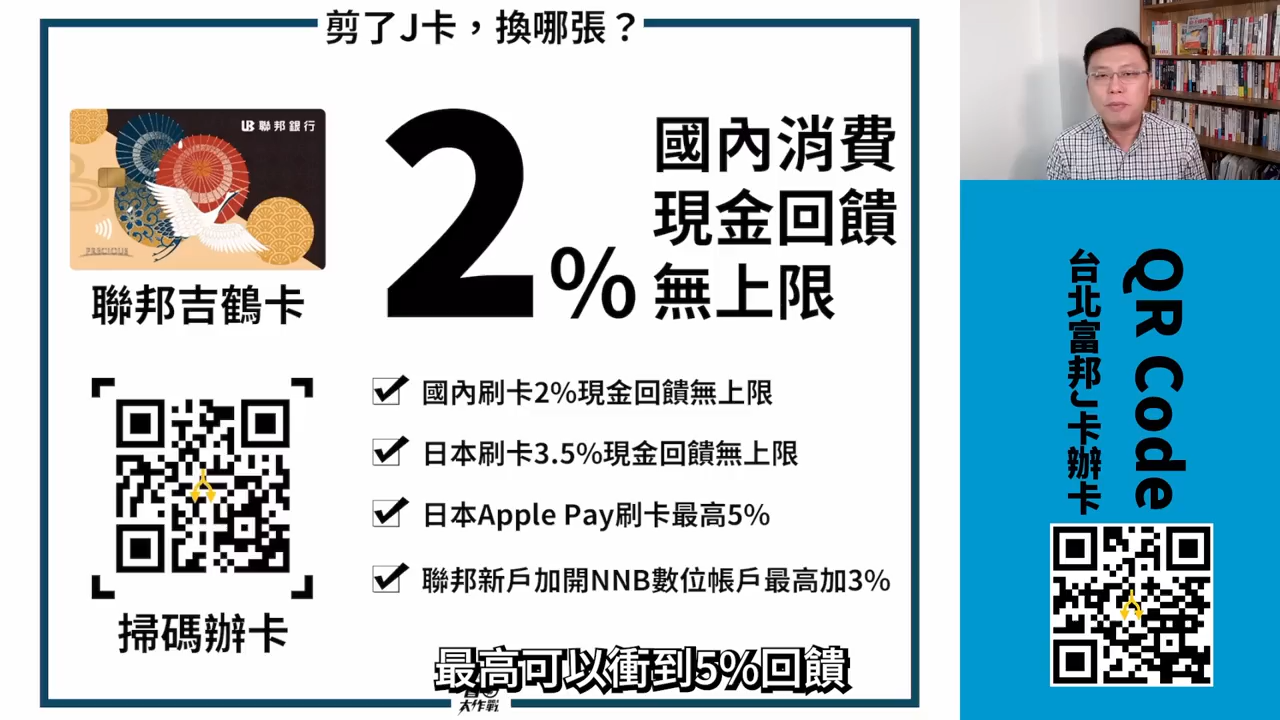 剪了J卡，換哪張？
聯邦銀行
PRECIOUS
聯邦吉鶴卡
掃碼辦卡
2%
國內消費
現金回饋
無上限
國內刷卡2%現金回饋無上限
日本刷卡3.5%現金回饋無上限
日本Apple Pay刷卡最高5%
聯邦新戶加開NNB數位帳戶最高加3%
最高可以衝到5%回饋
大作戰
QR Code
台北富邦J卡辦卡